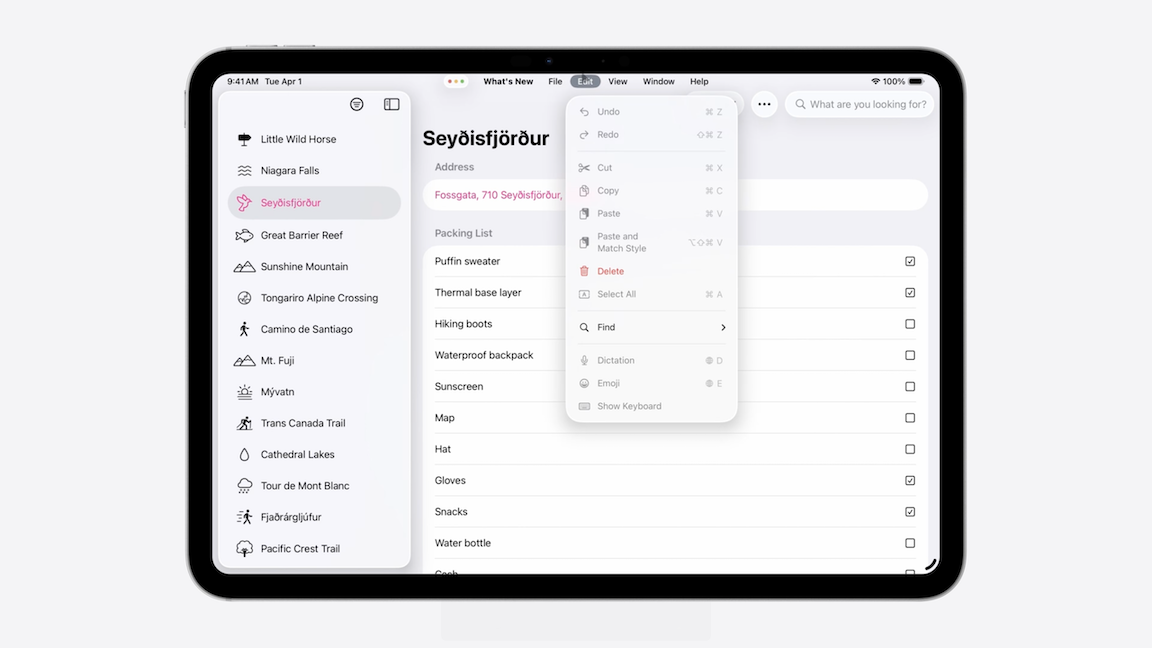 9:41 AM Tue Apr 1
What's New File Edit View Window Help
100%
What are you looking for?
Little Wild Horse
Niagara Falls
Seyðisfjörður
Great Barrier Reef
Sunshine Mountain
Tongariro Alpine Crossing
Camino de Santiago
Mt. Fuji
Mývatn
Trans Canada Trail
Cathedral Lakes
Tour de Mont Blanc
Fjaðrárgljúfur
Pacific Crest Trail
Seyðisfjörður
Address
Fossgata, 710 Seyðisfjörður,
Packing List
Puffin sweater
Thermal base layer
Hiking boots
Waterproof backpack
Sunscreen
Map
Hat
Gloves
Snacks
Water bottle
Undo ⌘ Z
Redo ⇧⌘ Z
Cut ⌘ X
Copy ⌘ C
Paste ⌘ V
Paste and
Match Style ⌥⇧⌘ V
Delete
Select All ⌘ A
Find
Dictation 🌐 D
Emoji 🌐 E
Show Keyboard